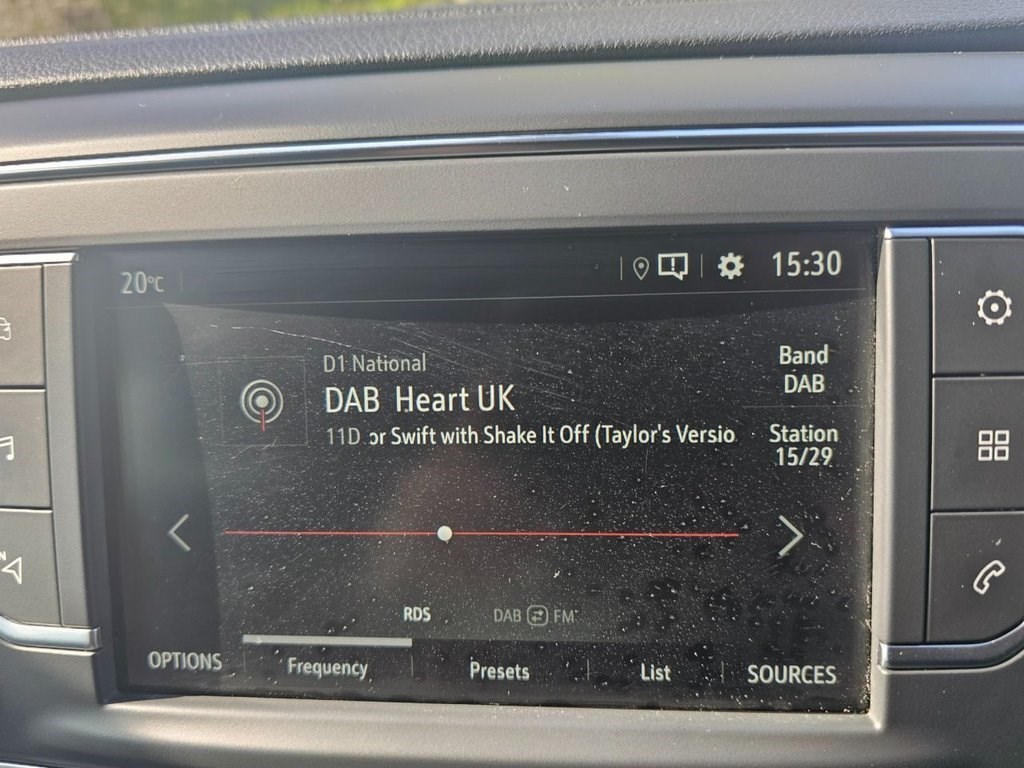 20°C
15:30
D1 National
Band
DAB
DAB Heart UK
11D or Swift with Shake It Off (Taylor's Versio
Station
15/29
N
RDS
DAB FM
OPTIONS
Frequency
Presets
List
SOURCES